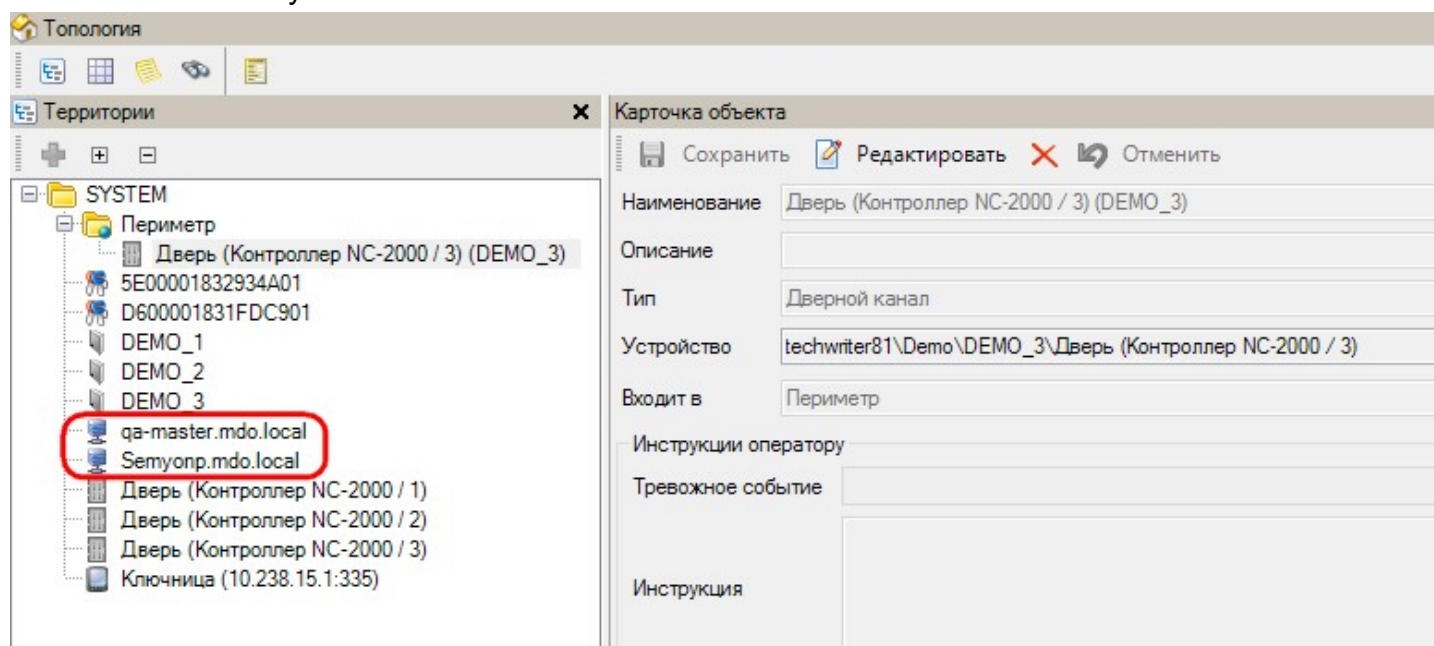 Топология
Территории
SYSTEM
Периметр
Дверь (Контроллер NC-2000 / 3) (DEMO_3)
5E00001832934A01
D600001831FDC901
DEMO_1
DEMO_2
DEMO_3
qa-master.mdo.local
Semyonp.mdo.local
Дверь (Контроллер NC-2000 / 1)
Дверь (Контроллер NC-2000 / 2)
Дверь (Контроллер NC-2000 / 3)
Ключница (10.238.15.1:335)
Карточка объекта
Сохранить Редактировать Отменить
Наименование Дверь (Контроллер NC-2000 / 3) (DEMO_3)
Описание
Тип Дверной канал
Устройство techwriter81\Demo\DEMO_3\Дверь (Контроллер NC-2000 / 3)
Входит в Периметр
Инструкции оператору
Тревожное событие
Инструкция